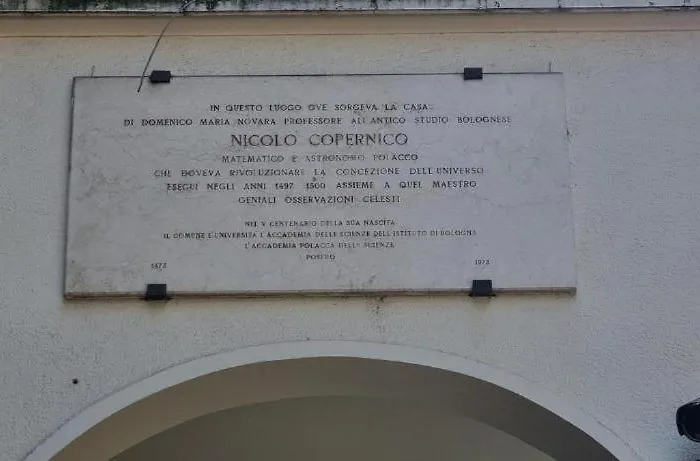 IN QUESTO LUOGO OVE SORGEVA LA CASA
DI DOMENICO MARIA NOVARA PROFESSORE ALL'ANTICO STUDIO BOLOGNESE
NICOLO COPERNICO
MATEMATICO E ASTRONOMO POLACCO
CHE DOVEVA RIVOLUZIONARE LA CONCEZIONE DELL'UNIVERSO
ESEGUI NEGLI ANNI 1497 1500 ASSIEME A QUEL MAESTRO
GENIALI OSSERVAZIONI CELESTI
NEL V CENTENARIO DELLA SUA NASCITA
IL COMUNE L'UNIVERSITA L'ACCADEMIA DELLE SCIENZE DELL'ISTITUTO DI BOLOGNA
L'ACCADEMIA POLACCA DELLE SCIENZE
POSERO
1473 1973